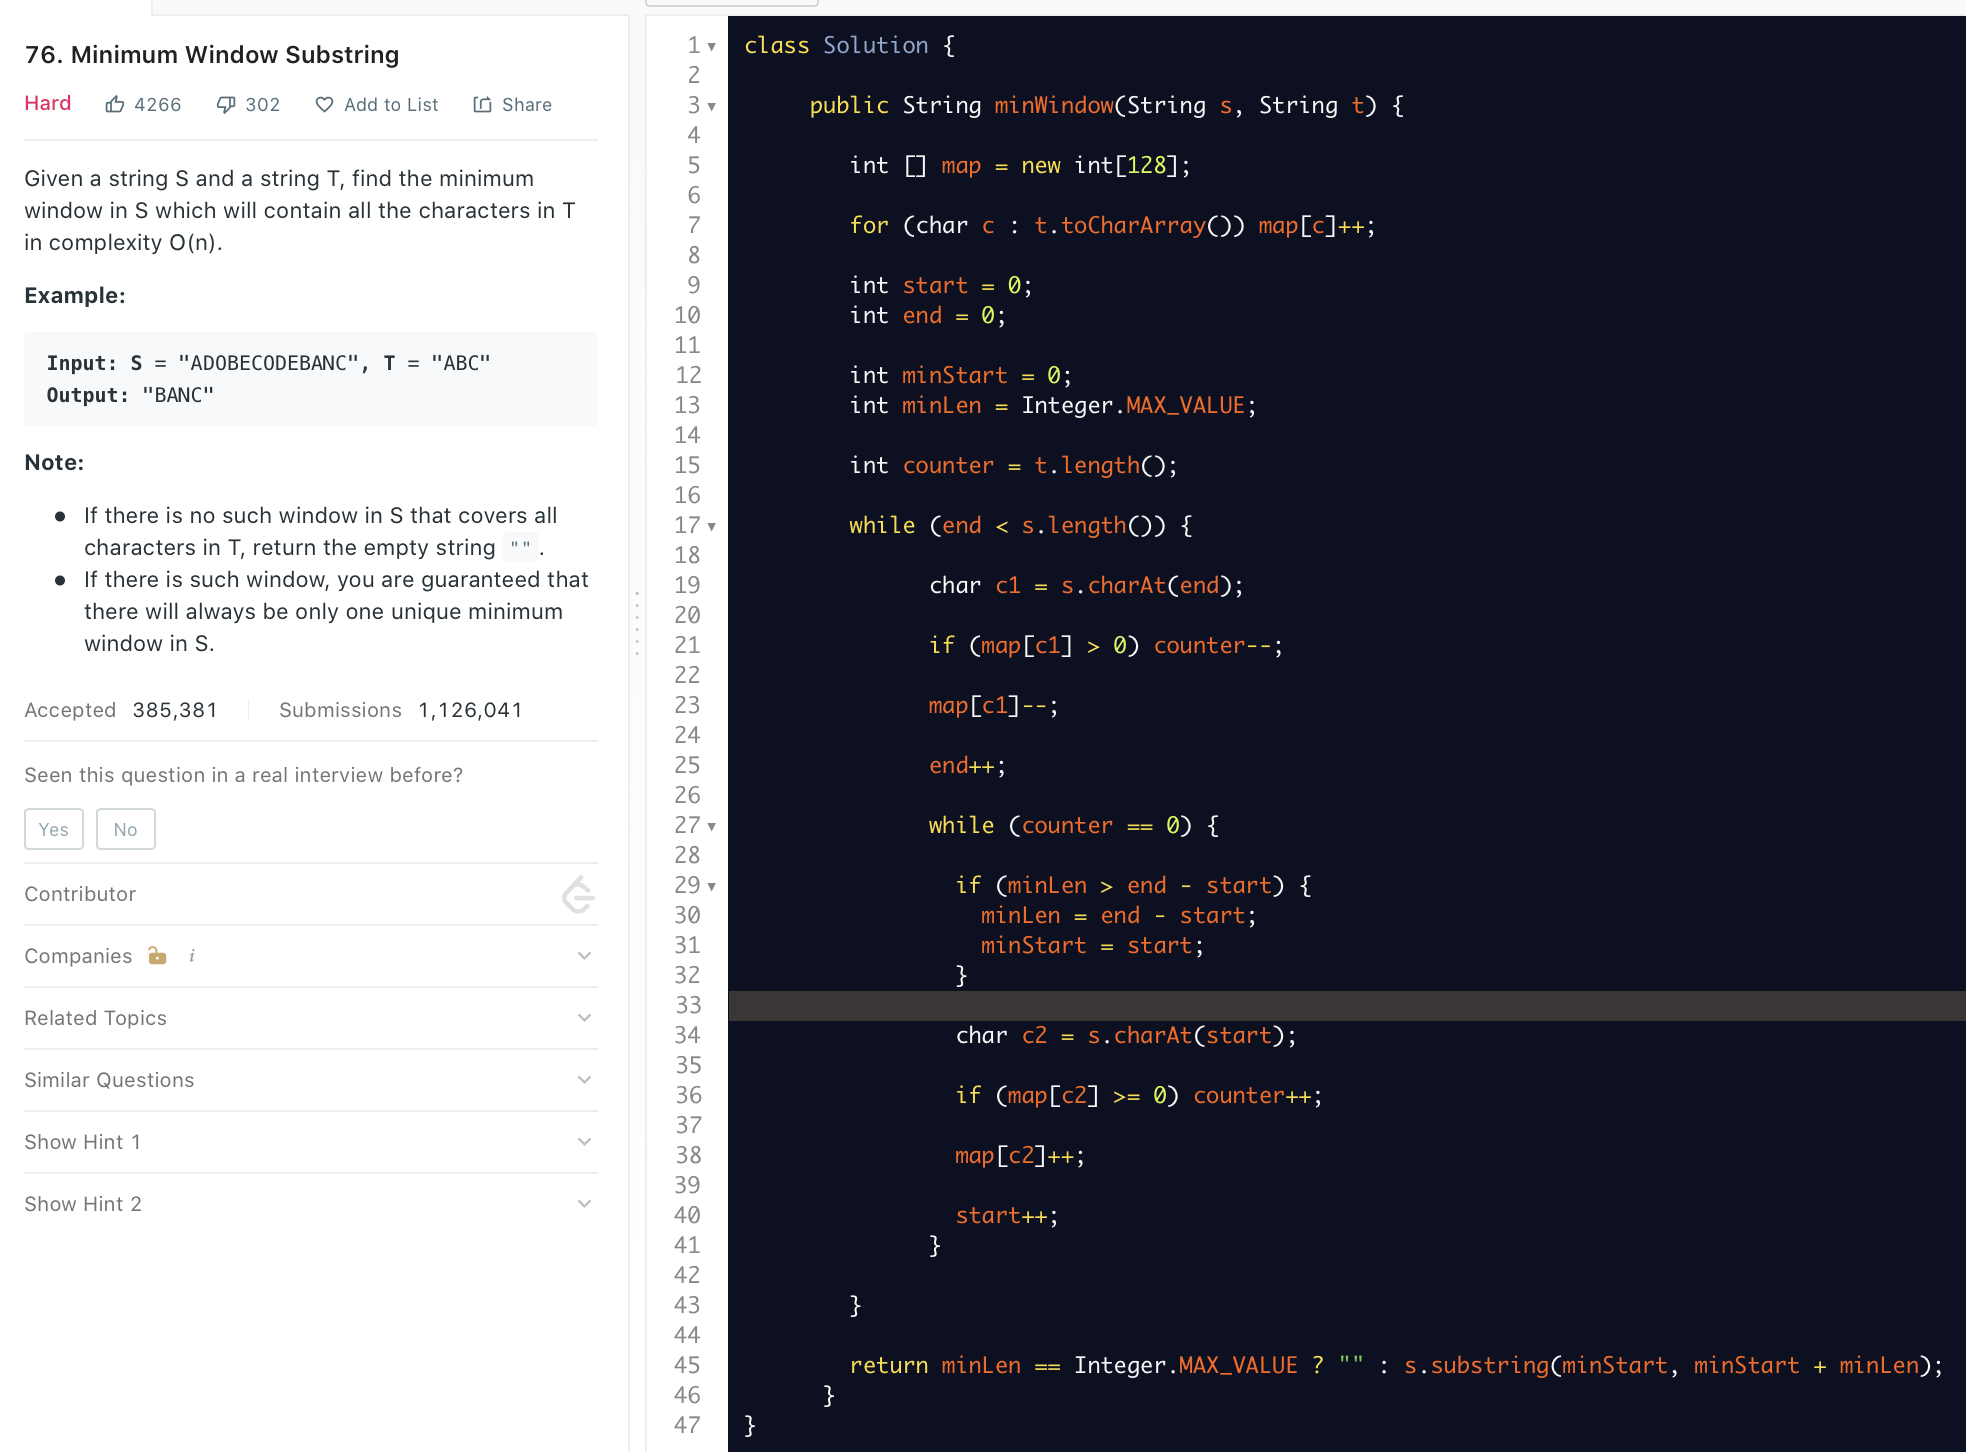 76. Minimum Window Substring
Hard 4266 302 Add to List Share
Given a string S and a string T, find the minimum
window in S which will contain all the characters in T
in complexity O(n).
Example:
Input: S = "ADOBECODEBANC", T = "ABC"
Output: "BANC"
Note:
● If there is no such window in S that covers all
characters in T, return the empty string "".
● If there is such window, you are guaranteed that
there will always be only one unique minimum
window in S.
Accepted 385,381 Submissions 1,126,041
Seen this question in a real interview before?
Yes No
Contributor
Companies i
Related Topics
Similar Questions
Show Hint 1
Show Hint 2
1 class Solution {
2
3 public String minWindow(String s, String t) {
4
5 int [] map = new int[128];
6
7 for (char c : t.toCharArray()) map[c]++;
8
9 int start = 0;
10 int end = 0;
11
12 int minStart = 0;
13 int minLen = Integer.MAX_VALUE;
14
15 int counter = t.length();
16
17 while (end < s.length()) {
18
19 char c1 = s.charAt(end);
20
21 if (map[c1] > 0) counter--;
22
23 map[c1]--;
24
25 end++;
26
27 while (counter == 0) {
28
29 if (minLen > end - start) {
30 minLen = end - start;
31 minStart = start;
32 }
33
34 char c2 = s.charAt(start);
35
36 if (map[c2] >= 0) counter++;
37
38 map[c2]++;
39
40 start++;
41 }
42
43 }
44
45 return minLen == Integer.MAX_VALUE ? "" : s.substring(minStart, minStart + minLen);
46 }
47 }